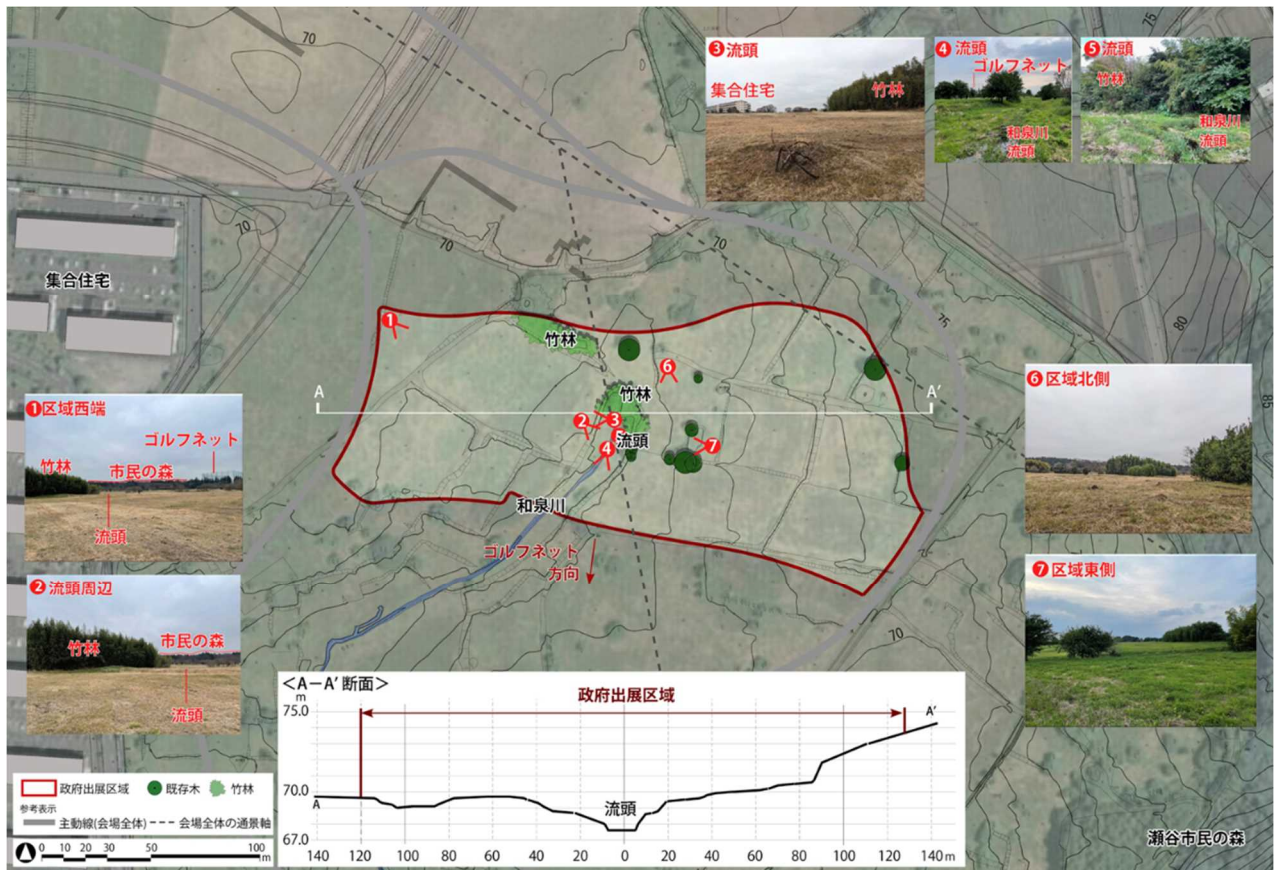 70
75
❸流頭
集合住宅
竹林
❹流頭
ゴルフネット
和泉川
流頭
❺流頭
竹林
和泉川
流頭
70
70
70
集合住宅
75
80
85
❶
竹林
❻
竹林
A
A′
❷
❸
流頭
❹
❼
❶区域西端
ゴルフネット
竹林
市民の森
流頭
❻区域北側
和泉川
ゴルフネット
方向
75
❷流頭周辺
竹林
市民の森
流頭
❼区域東側
70
<A-A′断面>
m
75.0
70.0
67.0
政府出展区域
A
A′
流頭
140 120 100 80 60 40 20 0 20 40 60 80 100 120 140m
政府出展区域
既存木
竹林
参考表示
主動線(会場全体)
会場全体の通景軸
0 10 20 30 50 100
m
瀬谷市民の森